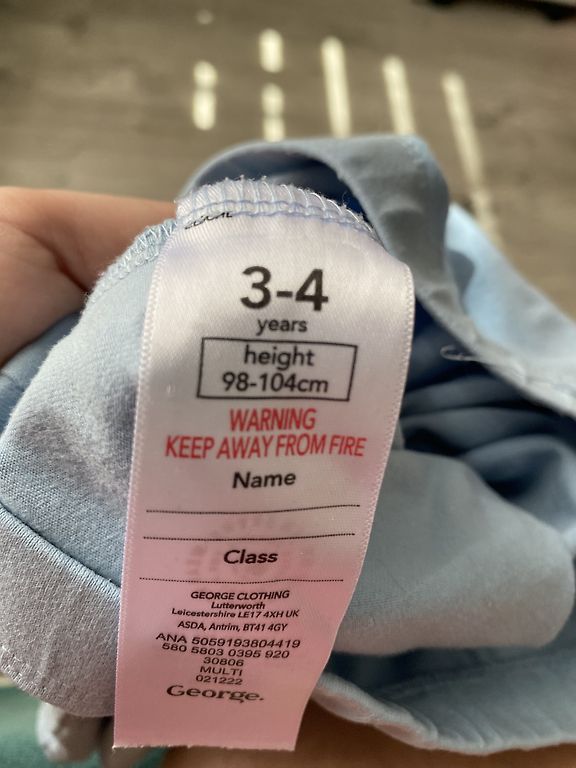 3-4
years
height
98-104cm
WARNING
KEEP AWAY FROM FIRE
Name
Class
GEORGE CLOTHING
Lutterworth
Leicestershire LE17 4XH UK
ASDA, Antrim, BT41 4GY
ANA 5059193804419
580 5803 0395 920
30806
MULTI
021222
George.